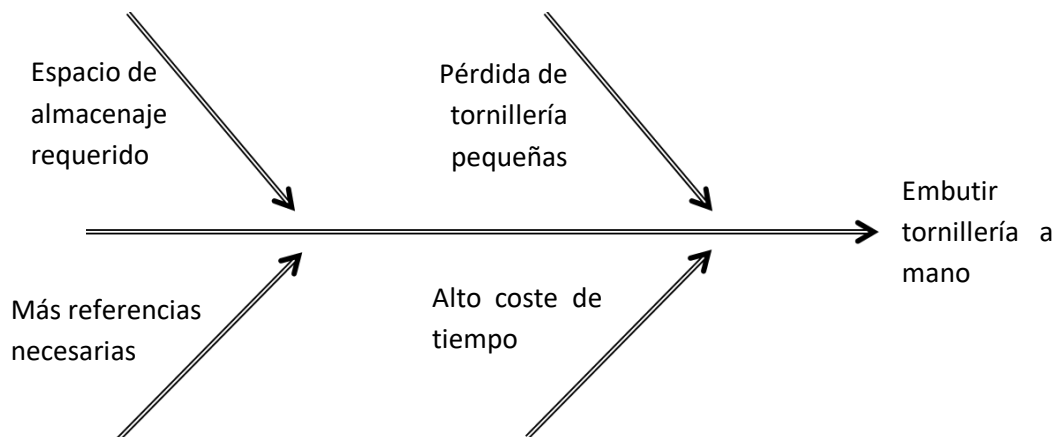 Espacio de
almacenaje
requerido
Pérdida de
tornillería
pequeñas
Embutir
tornillería a
mano
Más referencias
necesarias
Alto coste de
tiempo